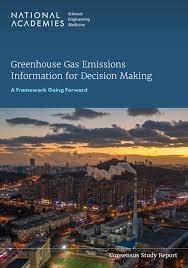 NATIONAL
ACADEMIES
Sciences
Engineering
Medicine
Greenhouse Gas Emissions
Information for Decision Making
A Framework Going Forward
Consensus Study Report